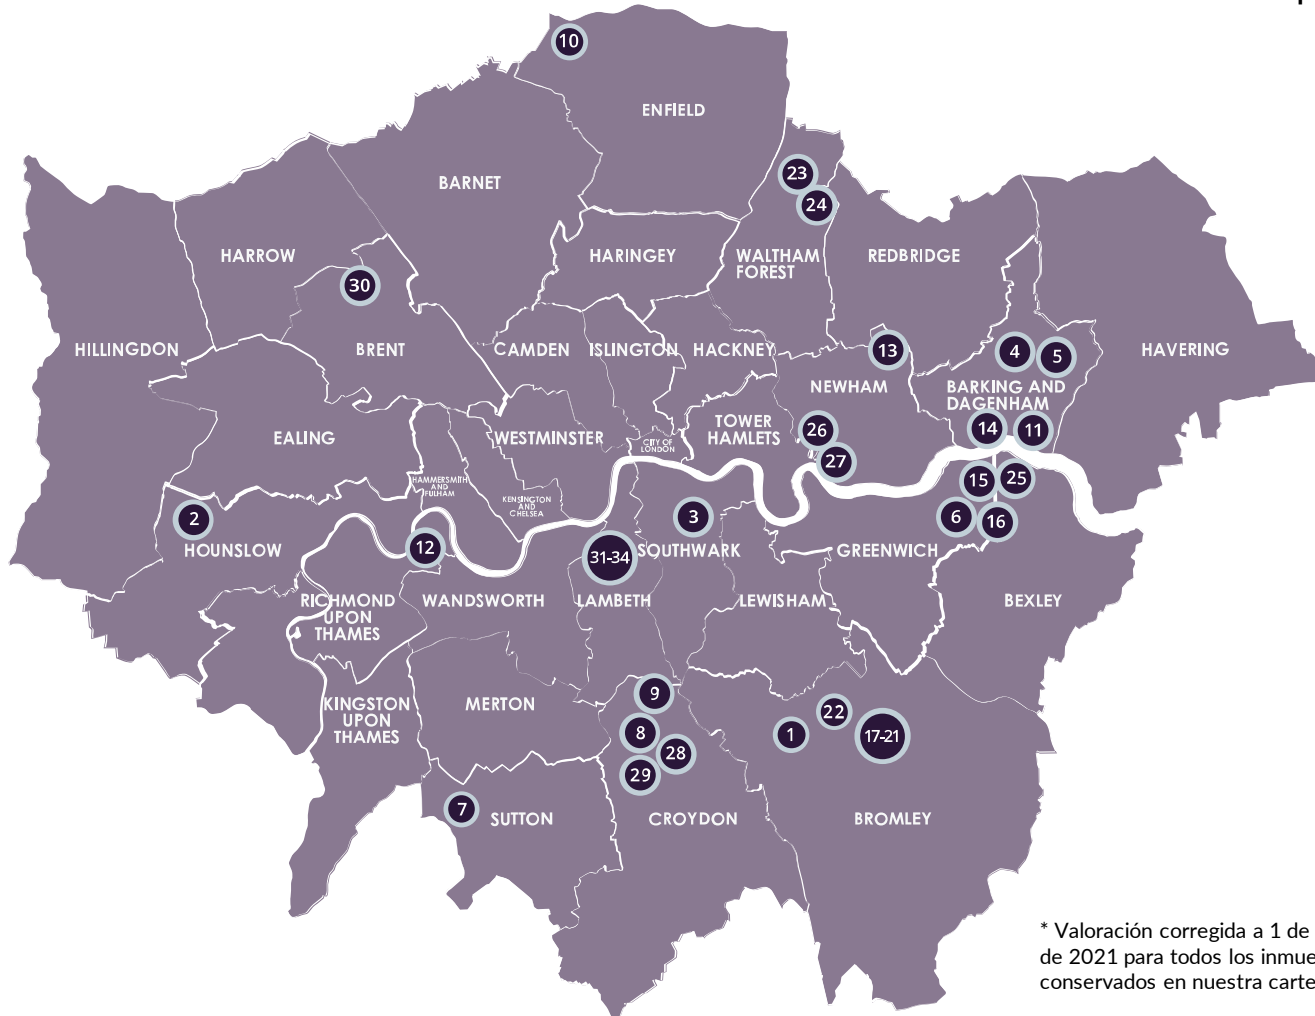 10
ENFIELD
BARNET
23
24
HARROW
HARINGEY
WALTHAM
FOREST
REDBRIDGE
30
HILLINGDON
BRENT
CAMDEN
ISLINGTON
HACKNEY
13
4
5
HAVERING
NEWHAM
BARKING AND
DAGENHAM
EALING
WESTMINSTER
CITY OF
LONDON
TOWER
HAMLETS
26
14
11
27
HAMMERSMITH
AND
FULHAM
KENSINGTON
AND
CHELSEA
15
25
2
HOUNSLOW
12
3
SOUTHWARK
6
16
GREENWICH
31-34
RICHMOND
UPON
THAMES
WANDSWORTH
LAMBETH
LEWISHAM
BEXLEY
KINGSTON
UPON
THAMES
MERTON
9
8
28
29
1
22
17-21
7
SUTTON
CROYDON
BROMLEY
* Valoración corregida a 1 de
de 2021 para todos los inmue
conservados en nuestra carte